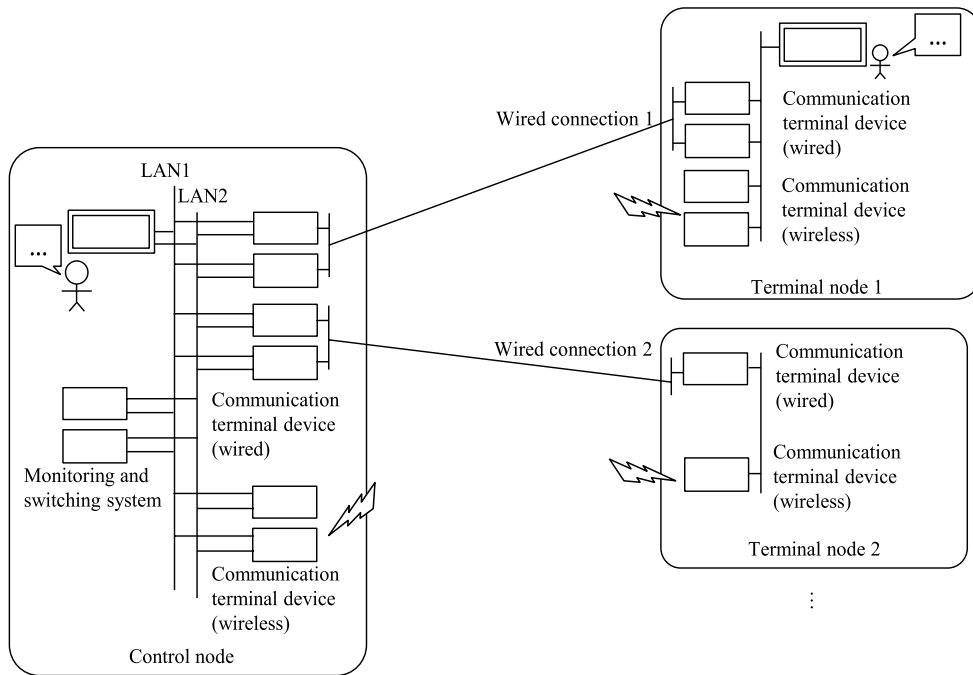 LAN1
LAN2
...
Communication
terminal device
(wired)
Monitoring and
switching system
Communication
terminal device
(wireless)
Control node
Wired connection 1
Wired connection 2
...
Communication
terminal device
(wired)
Communication
terminal device
(wireless)
Terminal node 1
Communication
terminal device
(wired)
Communication
terminal device
(wireless)
Terminal node 2
⋮